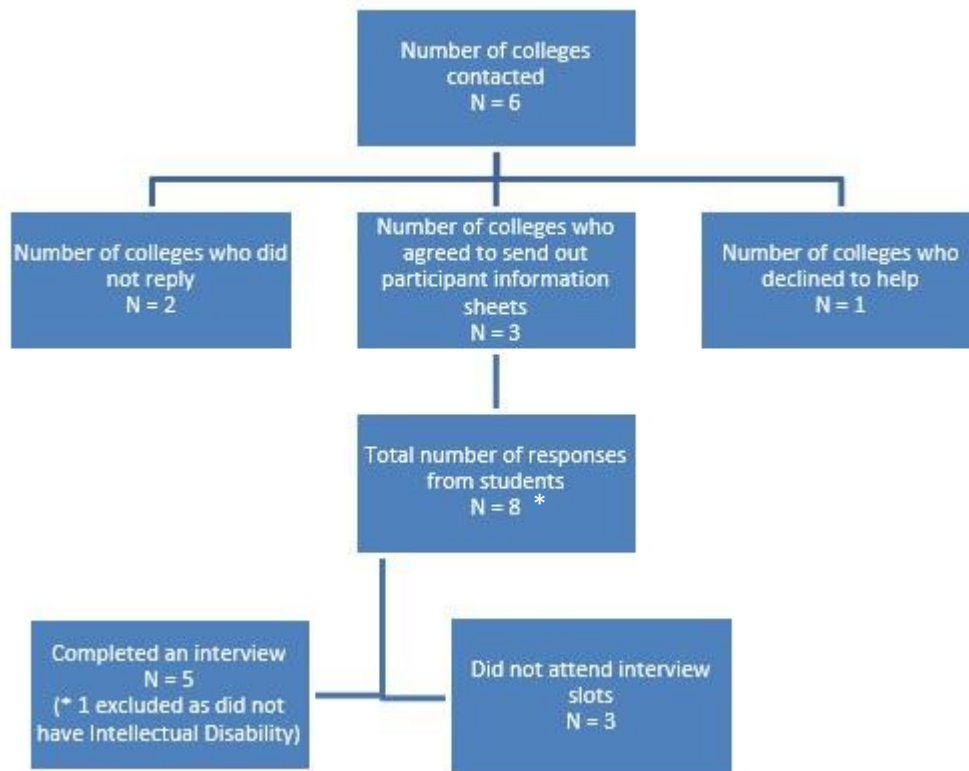 Number of colleges
contacted
N = 6
Number of colleges who did
not reply
N = 2
Number of colleges who
agreed to send out
participant information
sheets
N = 3
Number of colleges who
declined to help
N = 1
Total number of responses
from students
N = 8 *
Completed an interview
N = 5
(* 1 excluded as did not
have Intellectual Disability)
Did not attend interview
slots
N = 3